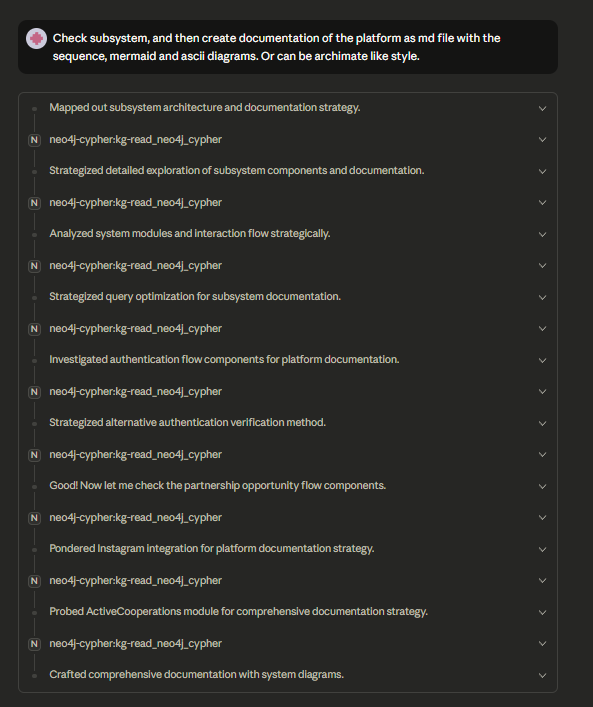 Check subsystem, and then create documentation of the platform as md file with the
sequence, mermaid and ascii diagrams. Or can be archimate like style.
Mapped out subsystem architecture and documentation strategy.
N neo4j-cypher:kg-read_neo4j_cypher
Strategized detailed exploration of subsystem components and documentation.
N neo4j-cypher:kg-read_neo4j_cypher
Analyzed system modules and interaction flow strategically.
N neo4j-cypher:kg-read_neo4j_cypher
Strategized query optimization for subsystem documentation.
N neo4j-cypher:kg-read_neo4j_cypher
Investigated authentication flow components for platform documentation.
N neo4j-cypher:kg-read_neo4j_cypher
Strategized alternative authentication verification method.
N neo4j-cypher:kg-read_neo4j_cypher
Good! Now let me check the partnership opportunity flow components.
N neo4j-cypher:kg-read_neo4j_cypher
Pondered Instagram integration for platform documentation strategy.
N neo4j-cypher:kg-read_neo4j_cypher
Probed ActiveCooperations module for comprehensive documentation strategy.
N neo4j-cypher:kg-read_neo4j_cypher
Crafted comprehensive documentation with system diagrams.